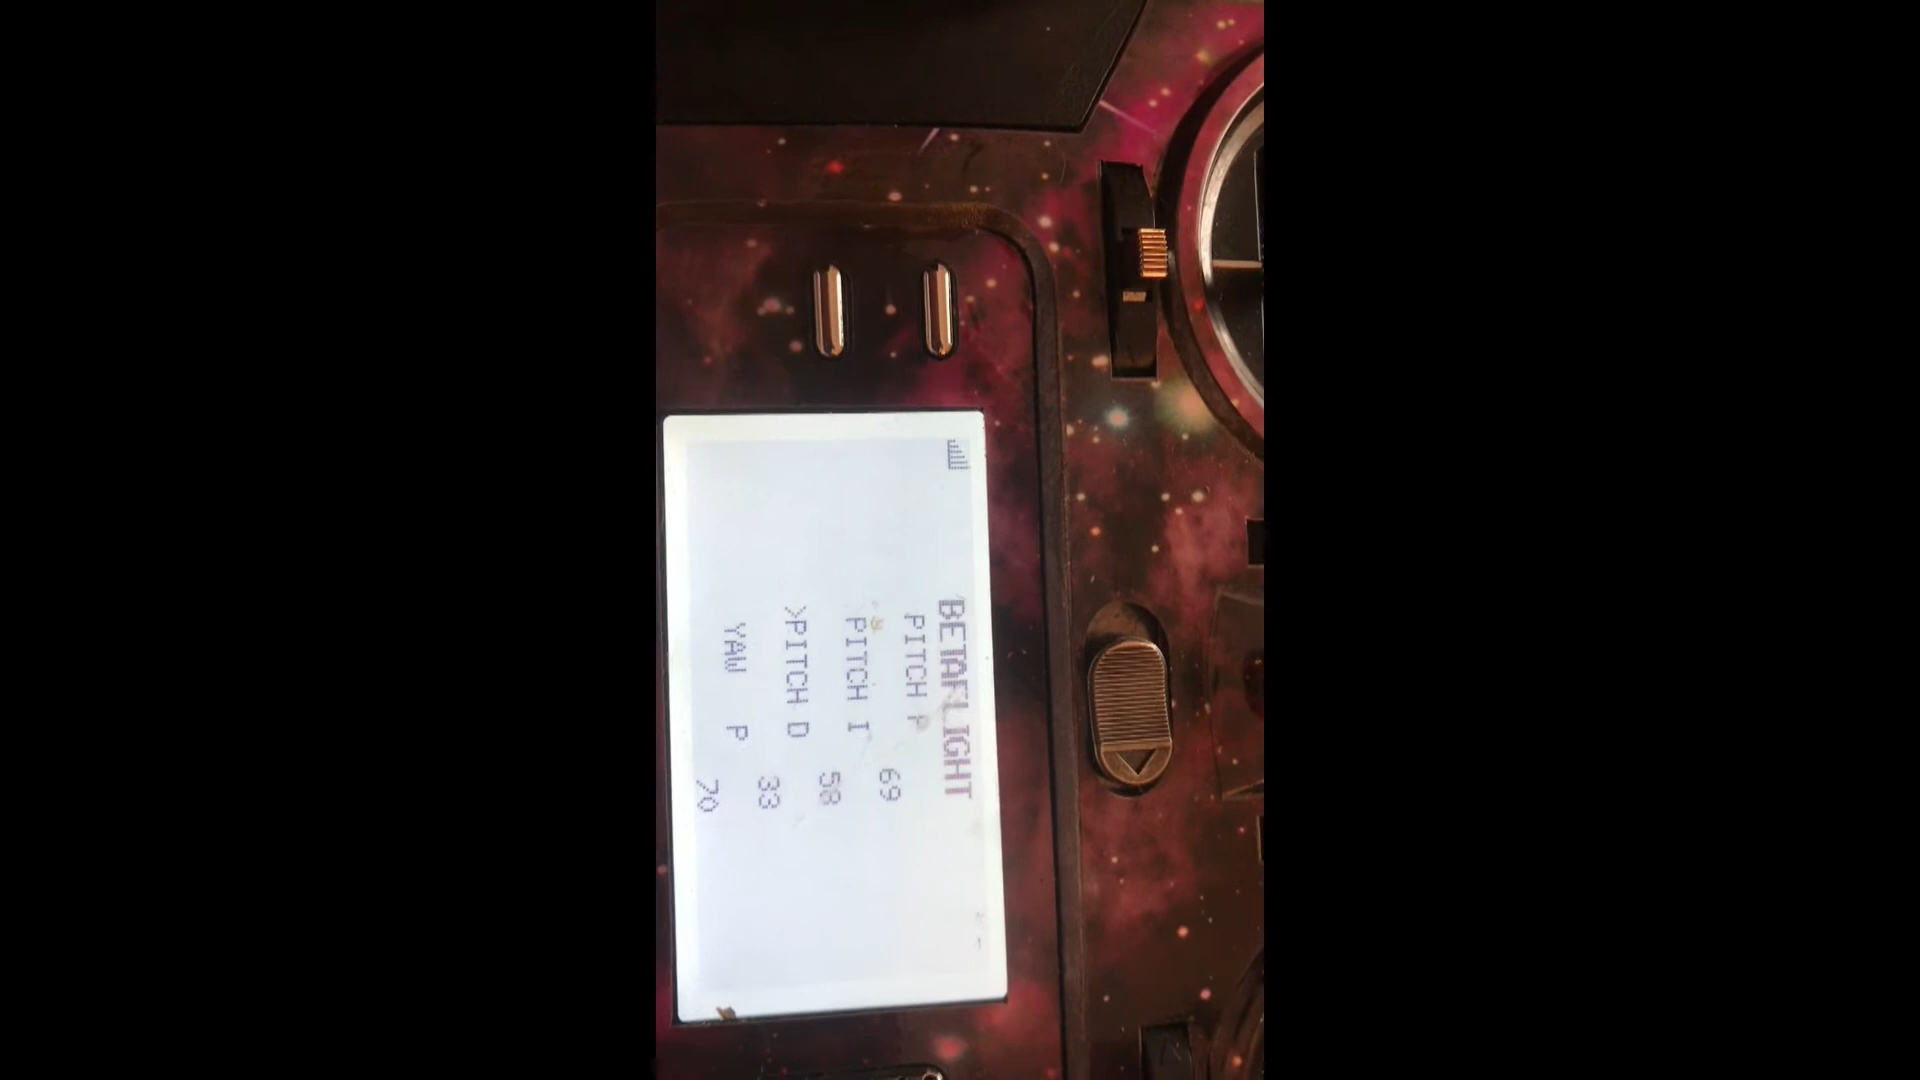 BETAFLIGHT
PITCH P 69
PITCH I 58
>PITCH D 33
YAW P 70